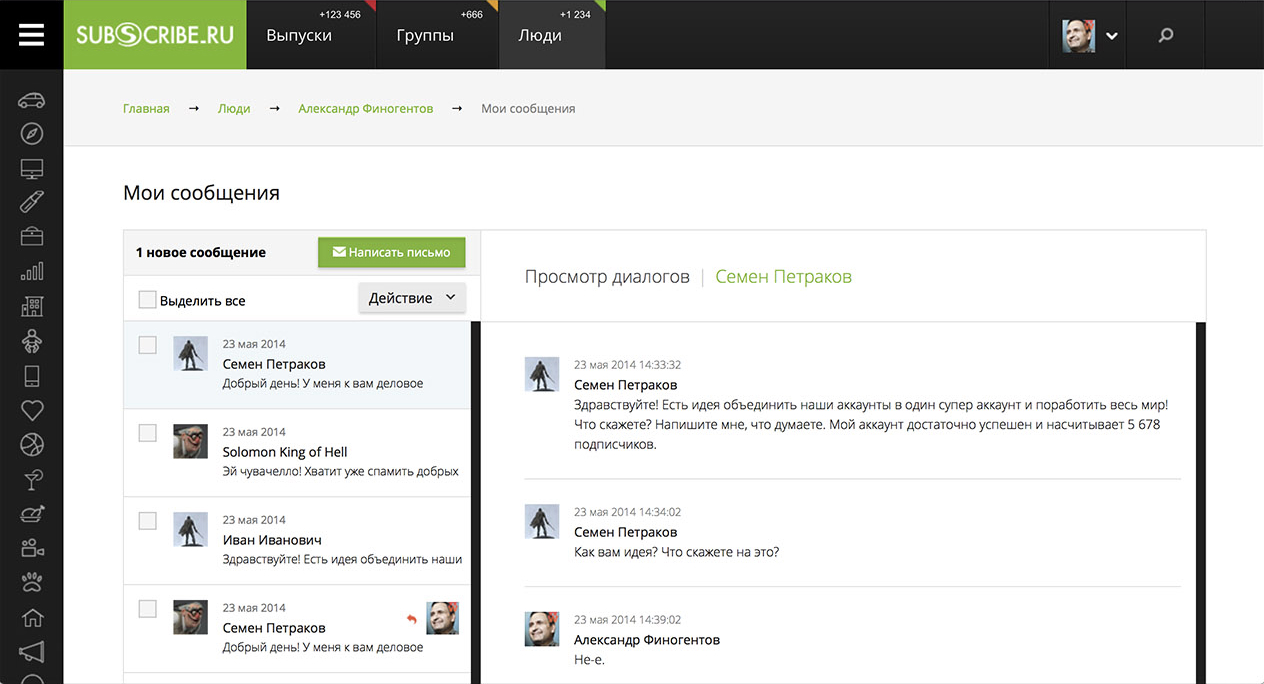 SUBSCRIBE.RU
+123 456
Выпуски
+666
Группы
+1 234
Люди
Главная → Люди → Александр Финогентов → Мои сообщения
Мои сообщения
1 новое сообщение
Написать письмо
Выделить все
Действие
23 мая 2014
Семен Петраков
Добрый день! У меня к вам деловое
23 мая 2014
Solomon King of Hell
Эй чувачелло! Хватит уже спамить добрых
23 мая 2014
Иван Иванович
Здравствуйте! Есть идея объединить наши
23 мая 2014
Семен Петраков
Добрый день! У меня к вам деловое
Просмотр диалогов | Семен Петраков
23 мая 2014 14:33:32
Семен Петраков
Здравствуйте! Есть идея объединить наши аккаунты в один супер аккаунт и поработить весь мир!
Что скажете? Напишите мне, что думаете. Мой аккаунт достаточно успешен и насчитывает 5 678
подписчиков.
23 мая 2014 14:34:02
Семен Петраков
Как вам идея? Что скажете на это?
23 мая 2014 14:39:02
Александр Финогентов
Не-е.